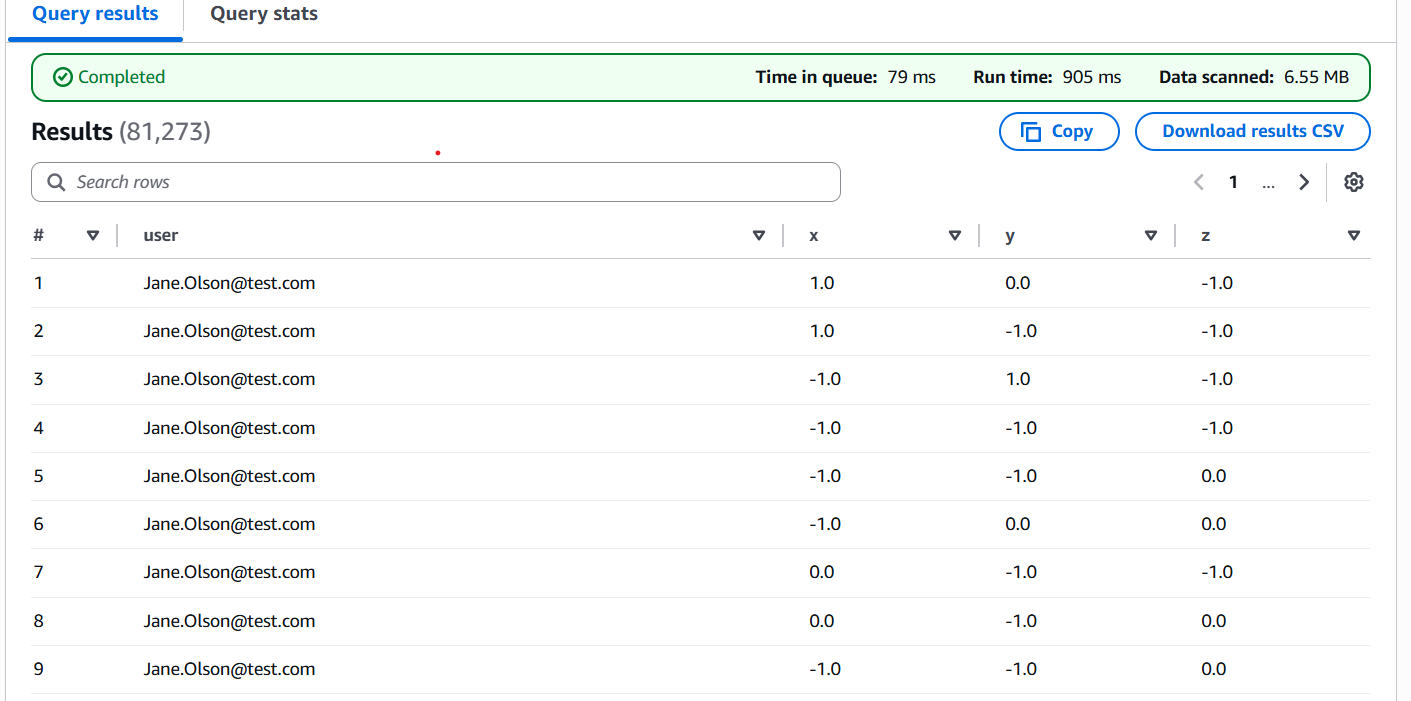 Query results Query stats
Completed Time in queue: 79 ms Run time: 905 ms Data scanned: 6.55 MB
Results (81,273) Copy Download results CSV
Search rows 1 ...
# user x y z
1 Jane.Olson@test.com 1.0 0.0 -1.0
2 Jane.Olson@test.com 1.0 -1.0 -1.0
3 Jane.Olson@test.com -1.0 1.0 -1.0
4 Jane.Olson@test.com -1.0 -1.0 -1.0
5 Jane.Olson@test.com -1.0 -1.0 0.0
6 Jane.Olson@test.com -1.0 0.0 0.0
7 Jane.Olson@test.com 0.0 -1.0 -1.0
8 Jane.Olson@test.com 0.0 -1.0 0.0
9 Jane.Olson@test.com -1.0 -1.0 0.0